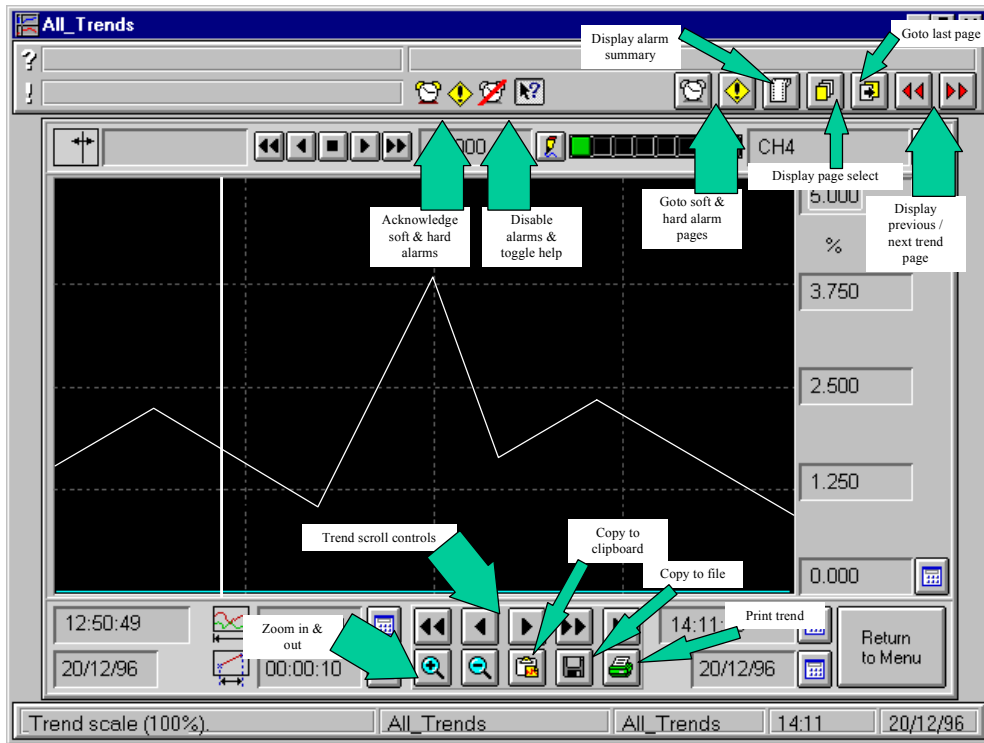 All_Trends
Display alarm
summary
Goto last page
?
!
CH4
Display page select
Acknowledge
soft & hard
alarms
Disable
alarms &
toggle help
Goto soft &
hard alarm
pages
Display
previous /
next trend
page
5.000
%
3.750
2.500
1.250
0.000
Trend scroll controls
Copy to
clipboard
Copy to file
Print trend
Zoom in &
out
12:50:49
14:11:
20/12/96
00:00:10
20/12/96
Return
to Menu
Trend scale (100%).
All_Trends
All_Trends
14:11
20/12/96